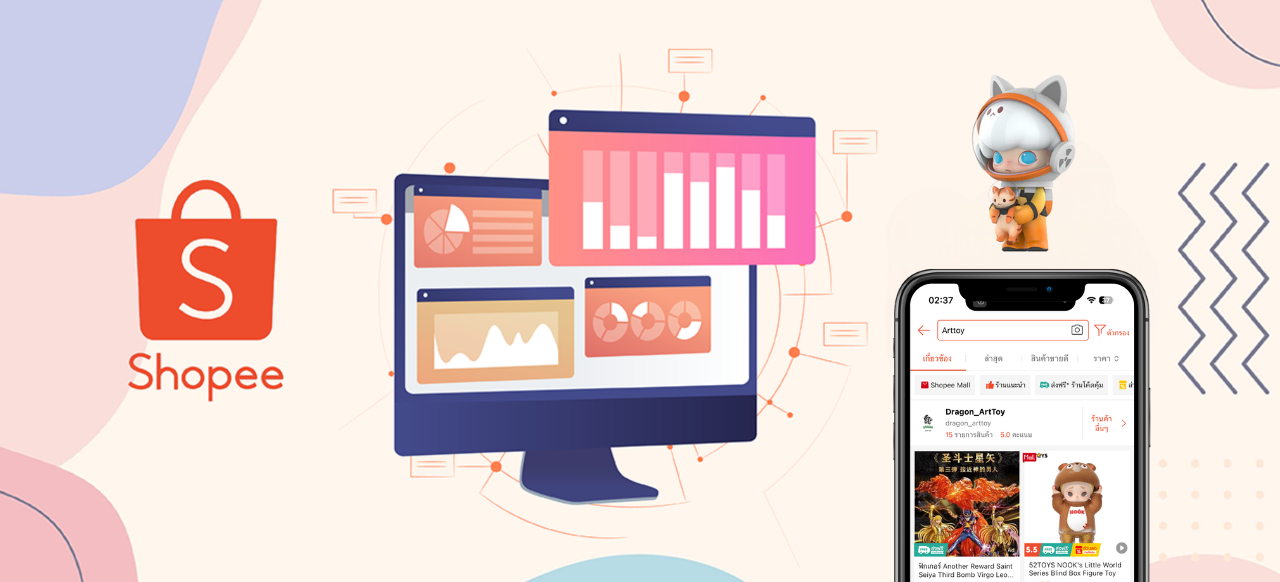 S
Shopee
02:37
Arttoy
ตัวกรอง
เกี่ยวข้อง
ล่าสุด
สินค้าขายดี
ราคา
Shopee Mall
ร้านแนะนำ
ส่งฟรี* ร้านโค้ดคุ้ม
Dragon_ArtToy
dragon_arttoy
15 รายการสินค้า 5.0 คะแนน
ร้านค้า
อื่นๆ
圣斗士星矢
Mall
TOYS
NOOK
Ad
5.5
ฟิกเกอร์ Another Reward Saint
Seiya Third Bomb Virgo Leo...
52TOYS NOOK's Little World
Series Blind Box Figure Toy